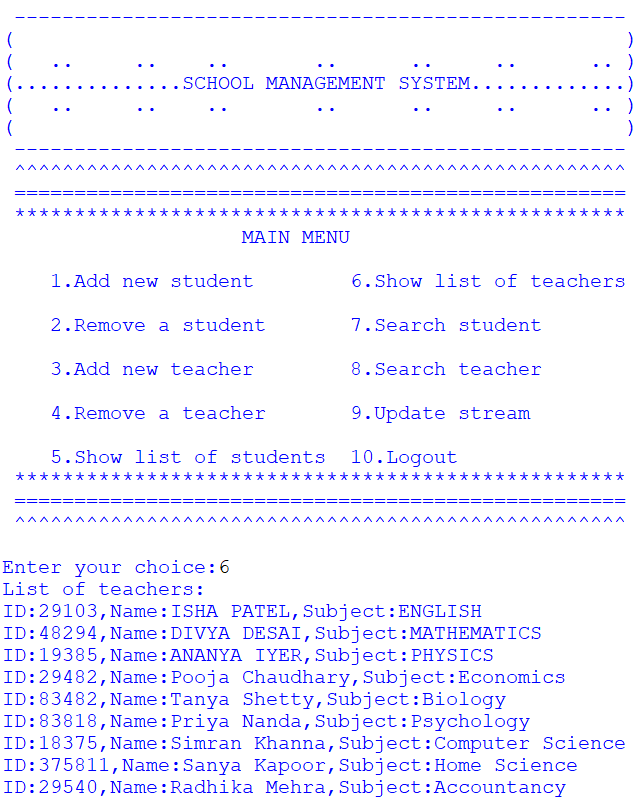 ---------------------------------------------------
(                                                   )
(   ..     ..    ..       ..      ..     ..      .. )
(..............SCHOOL MANAGEMENT SYSTEM.............)
(   ..     ..    ..       ..      ..     ..      .. )
(                                                   )
---------------------------------------------------
^^^^^^^^^^^^^^^^^^^^^^^^^^^^^^^^^^^^^^^^^^^^^^^^^^^
===================================================
***************************************************
MAIN MENU
1.Add new student        6.Show list of teachers
2.Remove a student       7.Search student
3.Add new teacher        8.Search teacher
4.Remove a teacher       9.Update stream
5.Show list of students  10.Logout
***************************************************
===================================================
^^^^^^^^^^^^^^^^^^^^^^^^^^^^^^^^^^^^^^^^^^^^^^^^^^^
Enter your choice:6
List of teachers:
ID:29103,Name:ISHA PATEL,Subject:ENGLISH
ID:48294,Name:DIVYA DESAI,Subject:MATHEMATICS
ID:19385,Name:ANANYA IYER,Subject:PHYSICS
ID:29482,Name:Pooja Chaudhary,Subject:Economics
ID:83482,Name:Tanya Shetty,Subject:Biology
ID:83818,Name:Priya Nanda,Subject:Psychology
ID:18375,Name:Simran Khanna,Subject:Computer Science
ID:375811,Name:Sanya Kapoor,Subject:Home Science
ID:29540,Name:Radhika Mehra,Subject:Accountancy